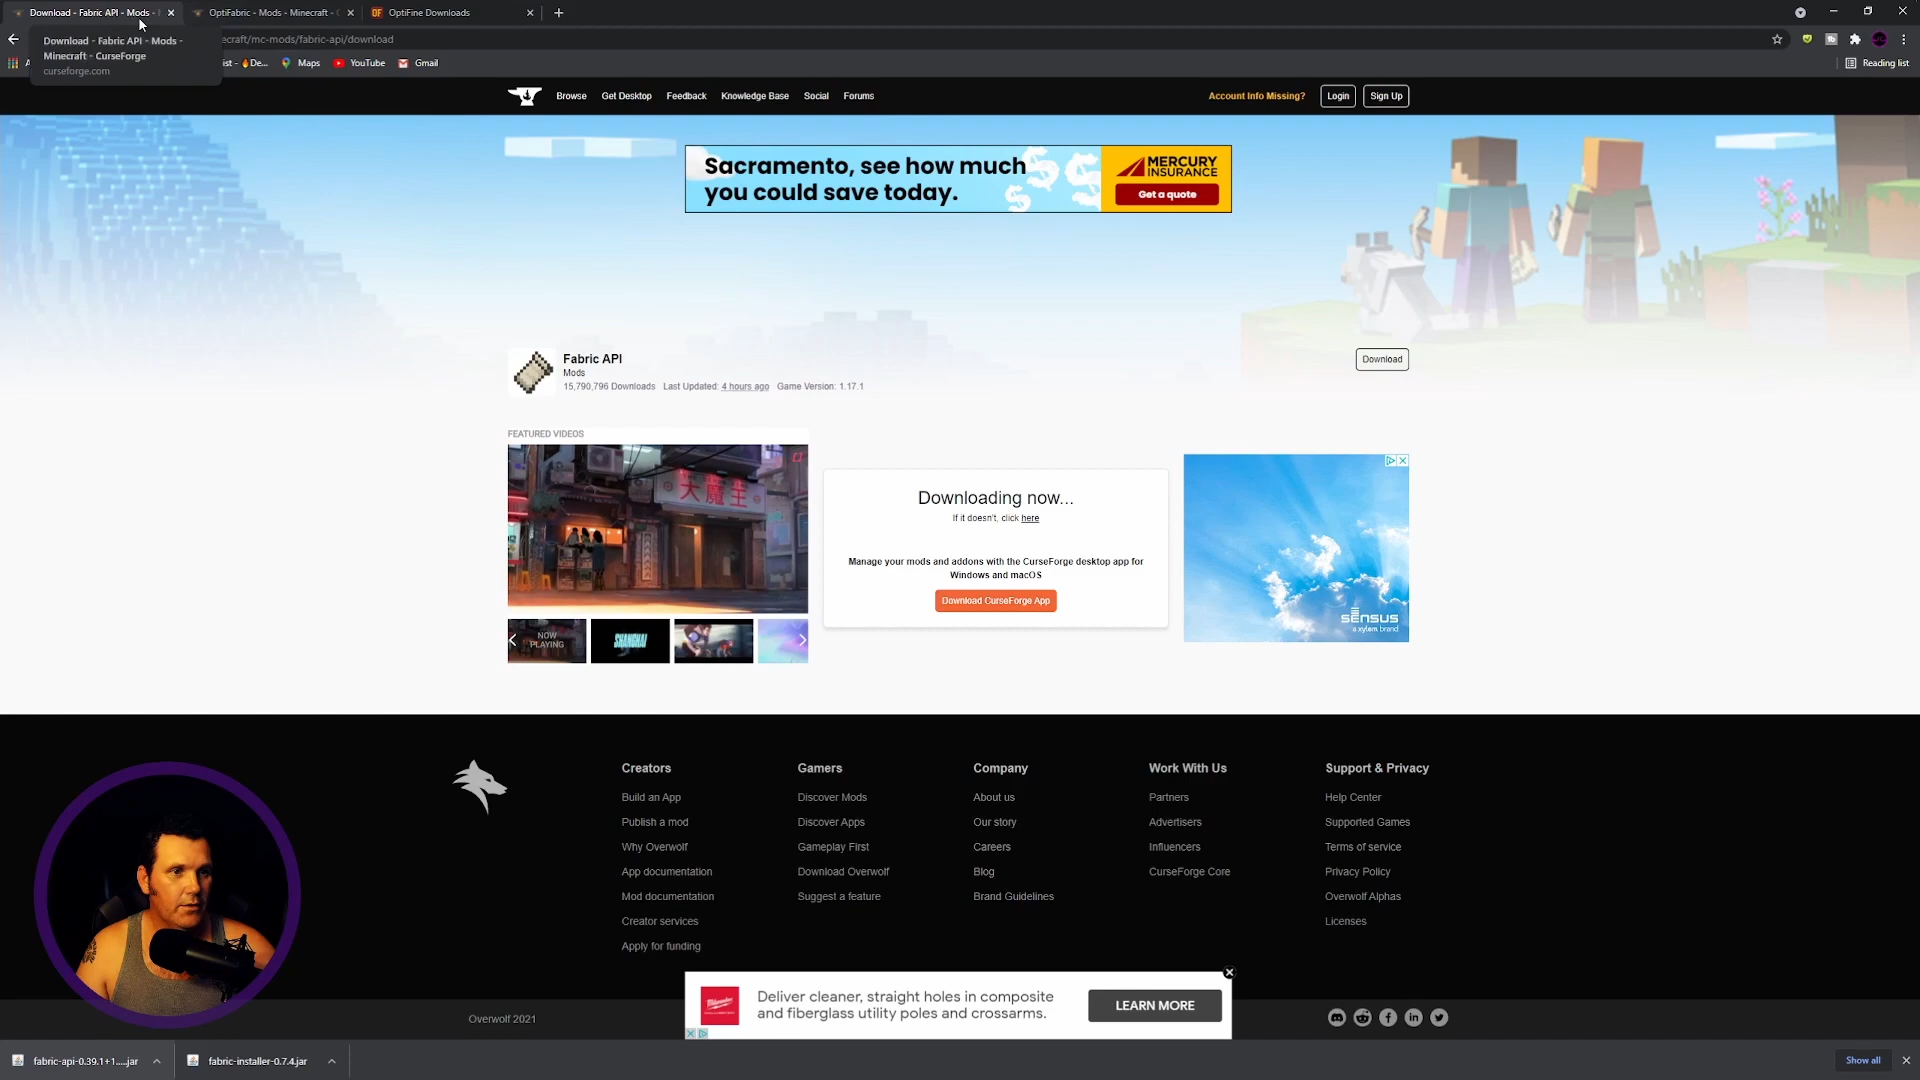 Download - Fabric API - Mods -
OptiFabric - Mods - Minecraft -
OF OptiFine Downloads
Download - Fabric API - Mods -
Minecraft - CurseForge
curseforge.com
ecraft/mc-mods/fabric-api/download
ist - De...
Maps
YouTube
Gmail
Reading list
Browse
Get Desktop
Feedback
Knowledge Base
Social
Forums
Account Info Missing?
Login
Sign Up
Sacramento, see how much
you could save today.
MERCURY
INSURANCE
Get a quote
Fabric API
Mods
15,790,796 Downloads Last Updated: 4 hours ago Game Version: 1.17.1
Download
FEATURED VIDEOS
大魔王
NOW
PLAYING
SHANGHAI
Downloading now...
If it doesn't, click here
Manage your mods and addons with the CurseForge desktop app for
Windows and macOS
Download CurseForge App
sensus
a xylem brand
Creators
Build an App
Publish a mod
Why Overwolf
App documentation
Mod documentation
Creator services
Apply for funding
Gamers
Discover Mods
Discover Apps
Gameplay First
Download Overwolf
Suggest a feature
Company
About us
Our story
Careers
Blog
Brand Guidelines
Work With Us
Partners
Advertisers
Influencers
CurseForge Core
Support & Privacy
Help Center
Supported Games
Terms of service
Privacy Policy
Overwolf Alphas
Licenses
Milwaukee
Deliver cleaner, straight holes in composite
and fiberglass utility poles and crossarms.
LEARN MORE
Overwolf 2021
fabric-api-0.39.1+1....jar
fabric-installer-0.7.4.jar
Show all